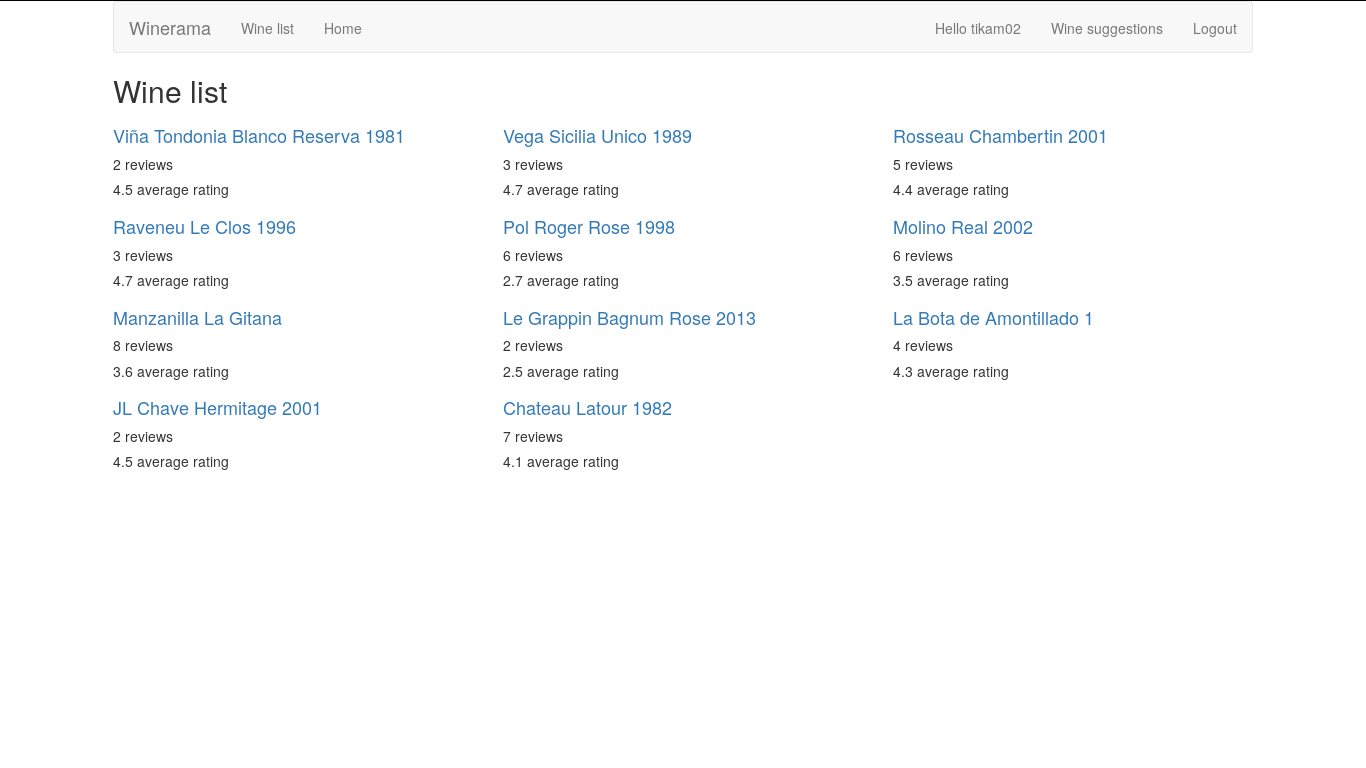 Winerama Wine list Home Hello tikam02 Wine suggestions Logout
Wine list
Viña Tondonia Blanco Reserva 1981
2 reviews
4.5 average rating
Vega Sicilia Unico 1989
3 reviews
4.7 average rating
Rosseau Chambertin 2001
5 reviews
4.4 average rating
Raveneu Le Clos 1996
3 reviews
4.7 average rating
Pol Roger Rose 1998
6 reviews
2.7 average rating
Molino Real 2002
6 reviews
3.5 average rating
Manzanilla La Gitana
8 reviews
3.6 average rating
Le Grappin Bagnum Rose 2013
2 reviews
2.5 average rating
La Bota de Amontillado 1
4 reviews
4.3 average rating
JL Chave Hermitage 2001
2 reviews
4.5 average rating
Chateau Latour 1982
7 reviews
4.1 average rating